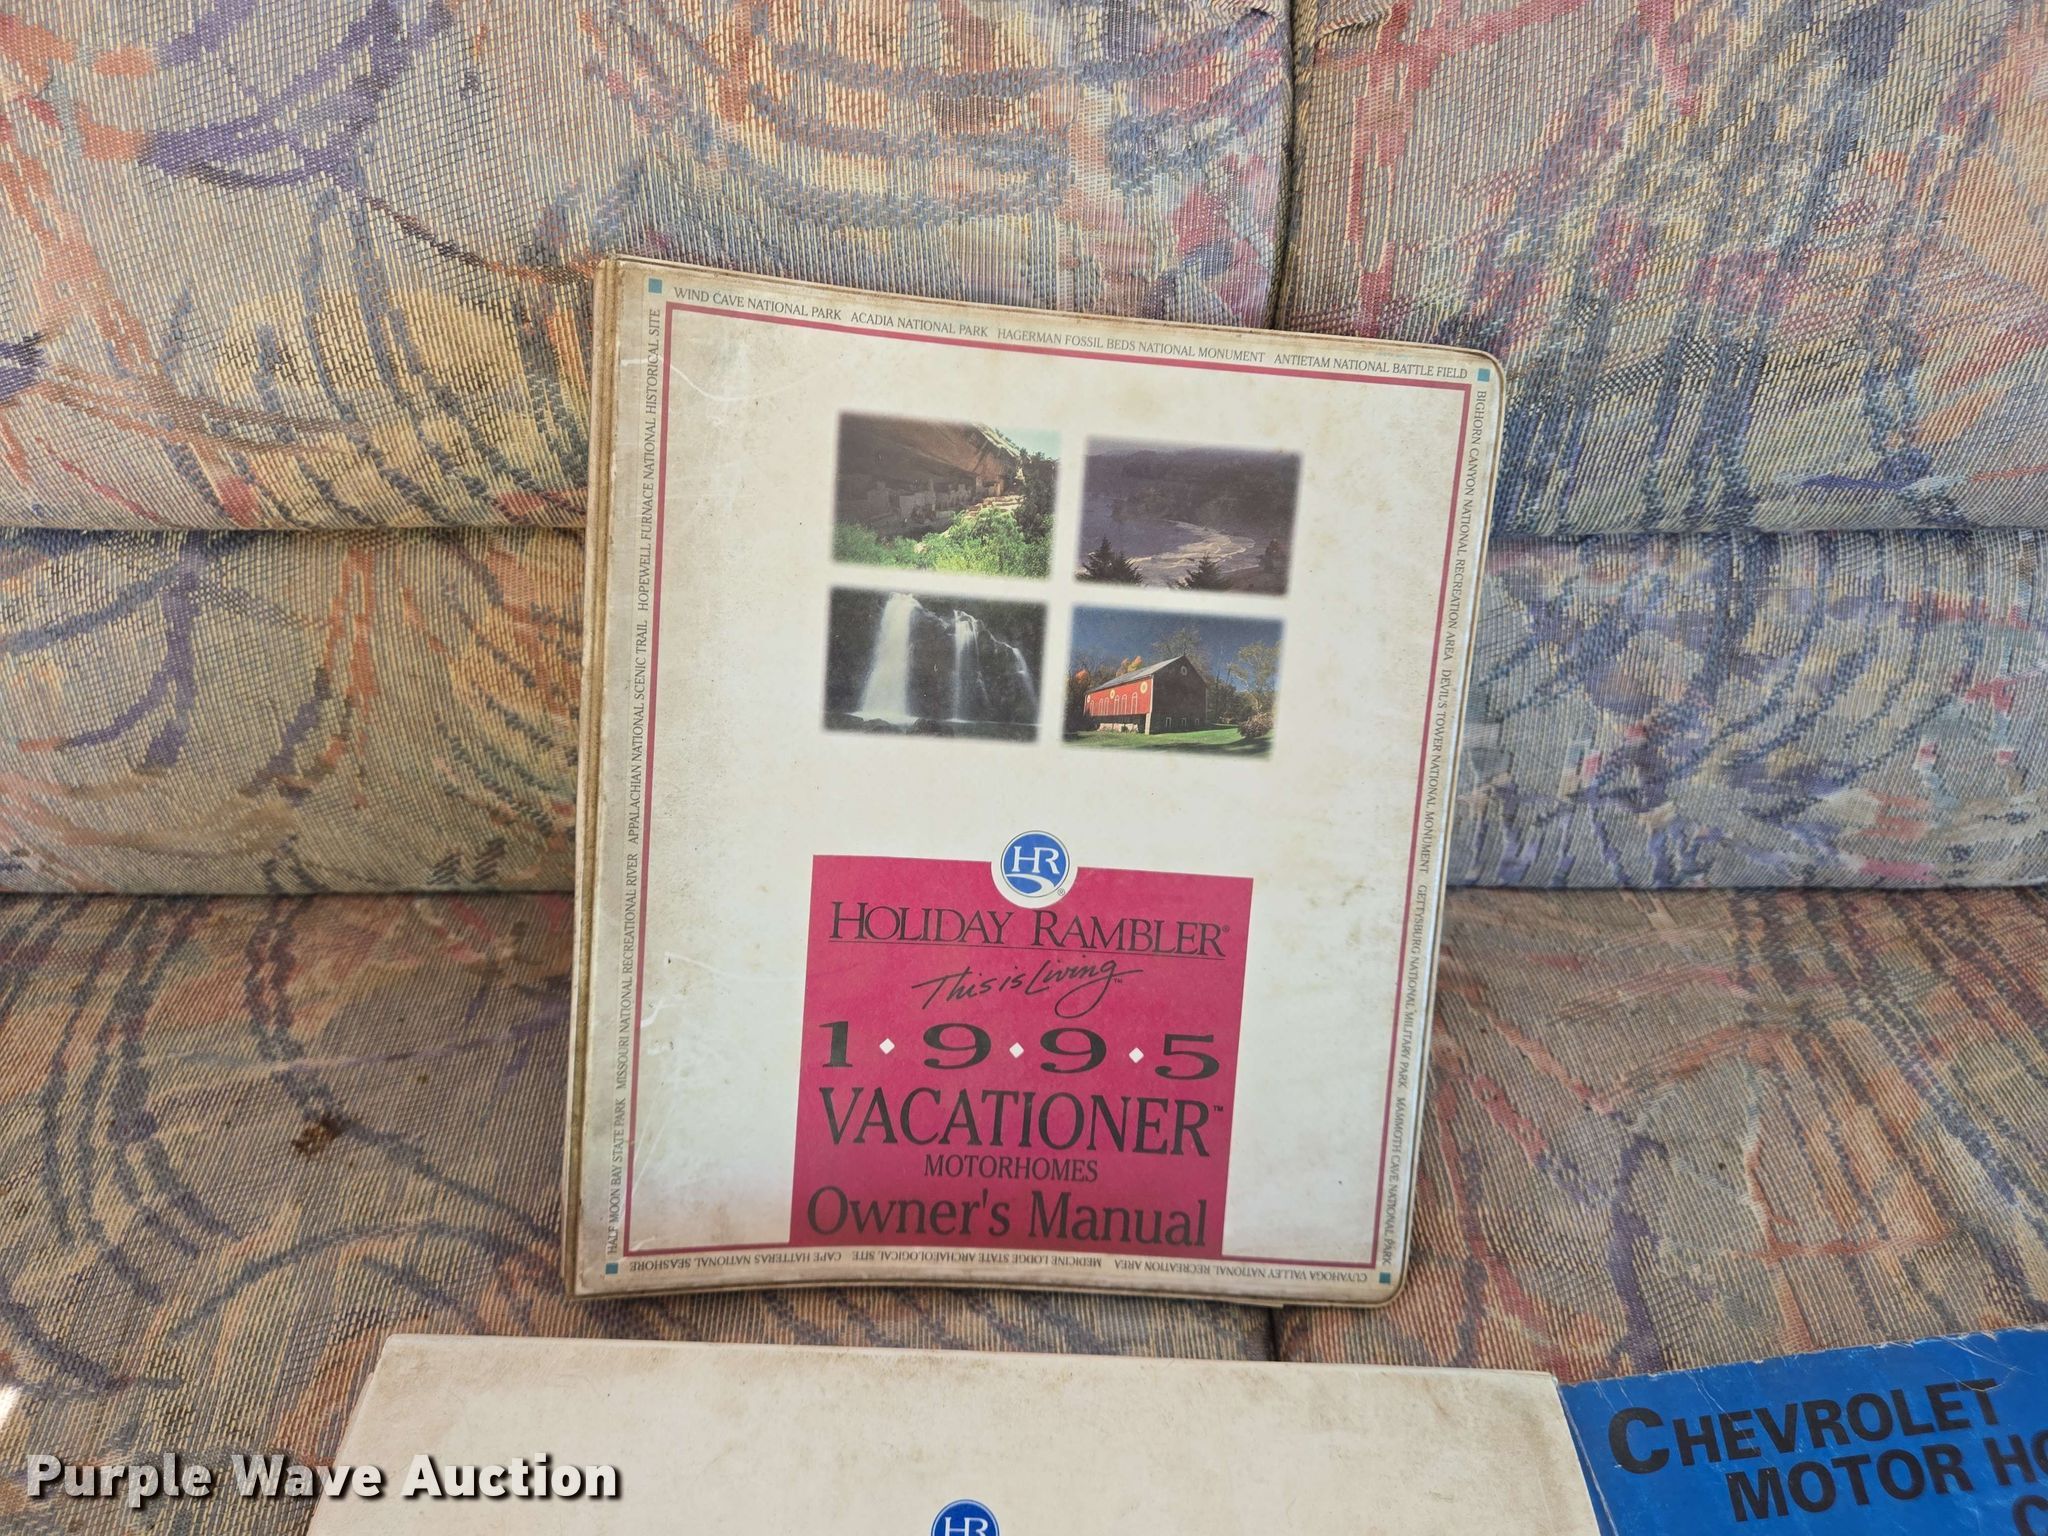 WIND CAVE NATIONAL PARK ACADIA NATIONAL PARK HAGERMAN FOSSIL BEDS NATIONAL MONUMENT ANTIETAM NATIONAL BATTLE FIELD
BIGHORN CANYON NATIONAL RECREATION AREA DEVILS TOWER NATIONAL MONUMENT GETTYSBURG NATIONAL MILITARY PARK MAMMOTH CAVE NATIONAL PARK
CUYAHOGA VALLEY NATIONAL RECREATION AREA MEDICINE LODGE STATE ARCHAEOLOGICAL SITE CAPE HATTERAS NATIONAL SEASHORE
HALF MOON BAY STATE PARK MISSOURI NATIONAL RECREATIONAL RIVER APPALACHIAN NATIONAL SCENIC TRAIL HOPEWELL FURNACE NATIONAL HISTORICAL SITE
HR®
HOLIDAY RAMBLER®
This is Living™
1·9·9·5
VACATIONER™
MOTORHOMES
Owner's Manual
HR
CHEVROLET
MOTOR HO
Purple Wave Auction